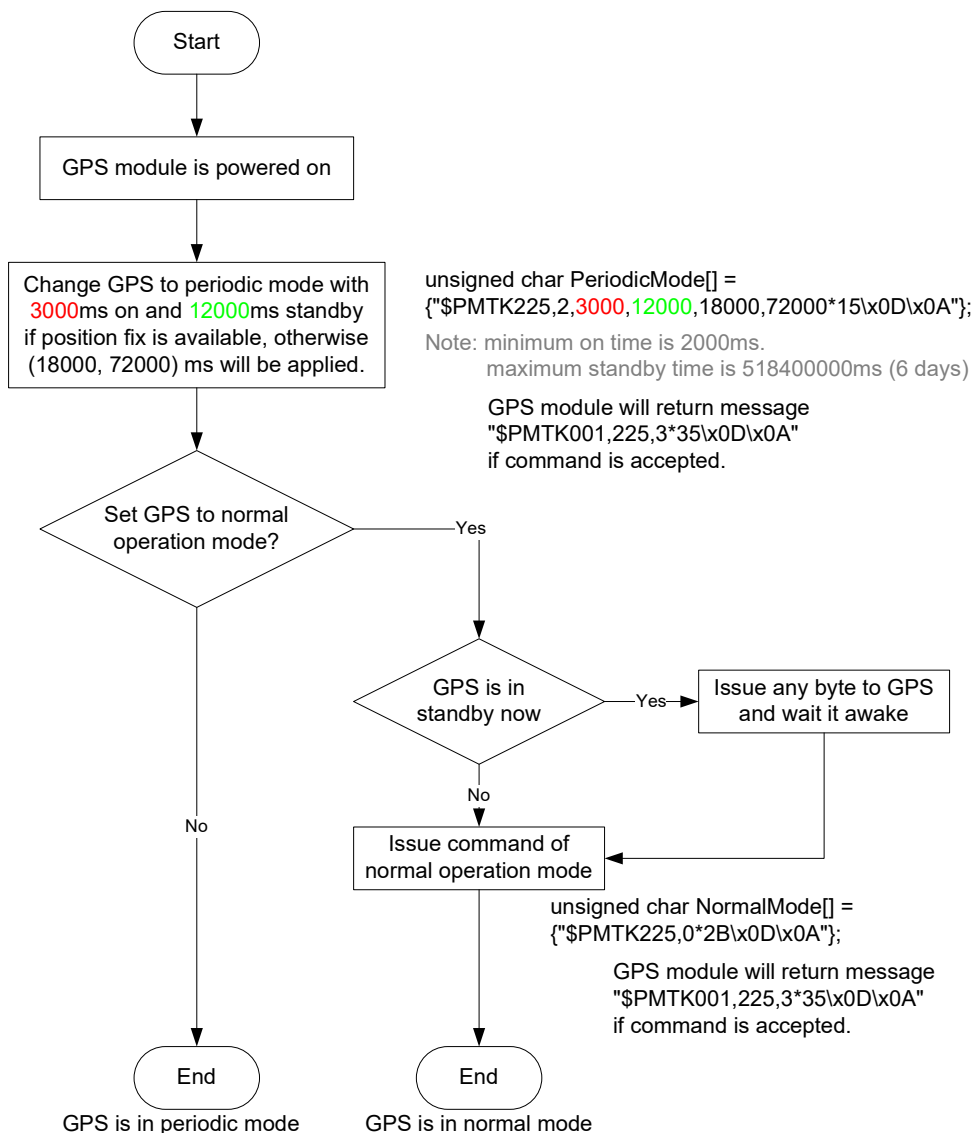 Start
GPS module is powered on
Change GPS to periodic mode with
3000ms on and 12000ms standby
if position fix is available, otherwise
(18000, 72000) ms will be applied.
unsigned char PeriodicMode[] =
{"$PMTK225,2,3000,12000,18000,72000*15\x0D\x0A"};
Note: minimum on time is 2000ms.
maximum standby time is 518400000ms (6 days)
GPS module will return message
"$PMTK001,225,3*35\x0D\x0A"
if command is accepted.
Set GPS to normal
operation mode?
Yes
GPS is in
standby now
Yes
Issue any byte to GPS
and wait it awake
No
No
Issue command of
normal operation mode
unsigned char NormalMode[] =
{"$PMTK225,0*2B\x0D\x0A"};
GPS module will return message
"$PMTK001,225,3*35\x0D\x0A"
if command is accepted.
End
GPS is in periodic mode
End
GPS is in normal mode